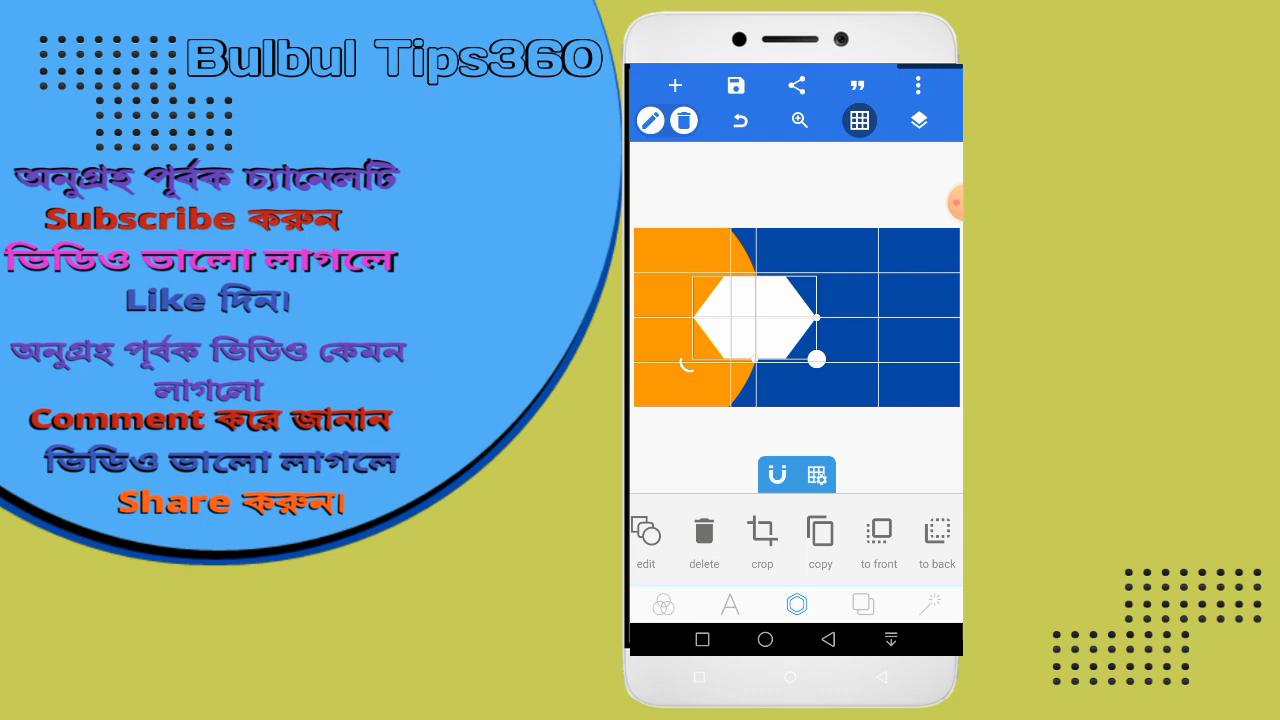 Bulbul Tips360
অনুগ্রহ পূর্বক চ্যানেলটি
Subscribe করুন
ভিডিও ভালো লাগলে
Like দিন।
অনুগ্রহ পূর্বক ভিডিও কেমন
লাগলো
Comment করে জানান
ভিডিও ভালো লাগলে
Share করুন।
edit delete crop copy to front to back